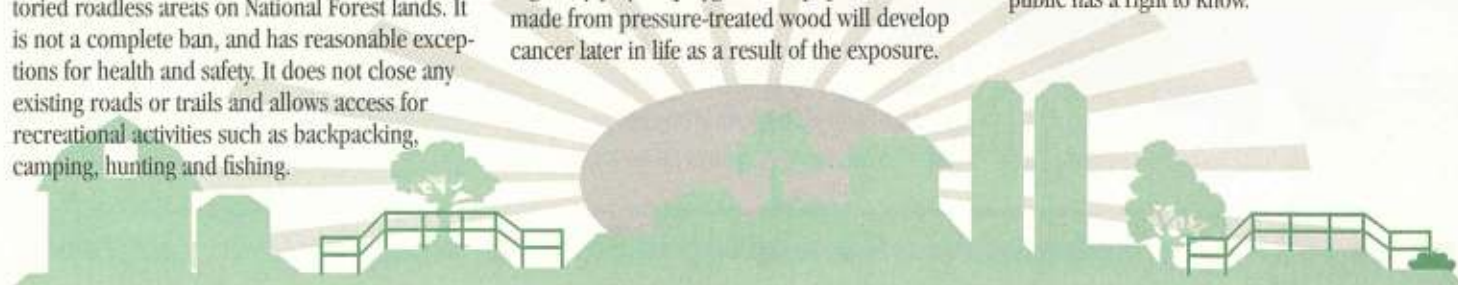 toried roadless areas on National Forest lands. It
is not a complete ban, and has reasonable excep-
tions for health and safety. It does not close any
existing roads or trails and allows access for
recreational activities such as backpacking,
camping, hunting and fishing.
made from pressure-treated wood will develop
cancer later in life as a result of the exposure.
public has a right to know.